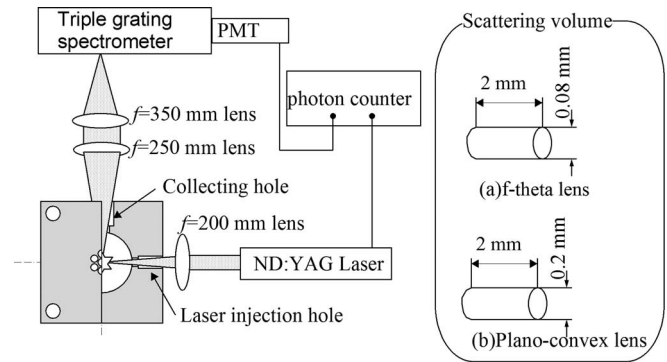 Triple grating
spectrometer
PMT
photon counter
f=350 mm lens
f=250 mm lens
Collecting hole
f=200 mm lens
ND:YAG Laser
Laser injection hole
Scattering volume
2 mm
0.08 mm
(a)f-theta lens
2 mm
0.2 mm
(b)Plano-convex lens